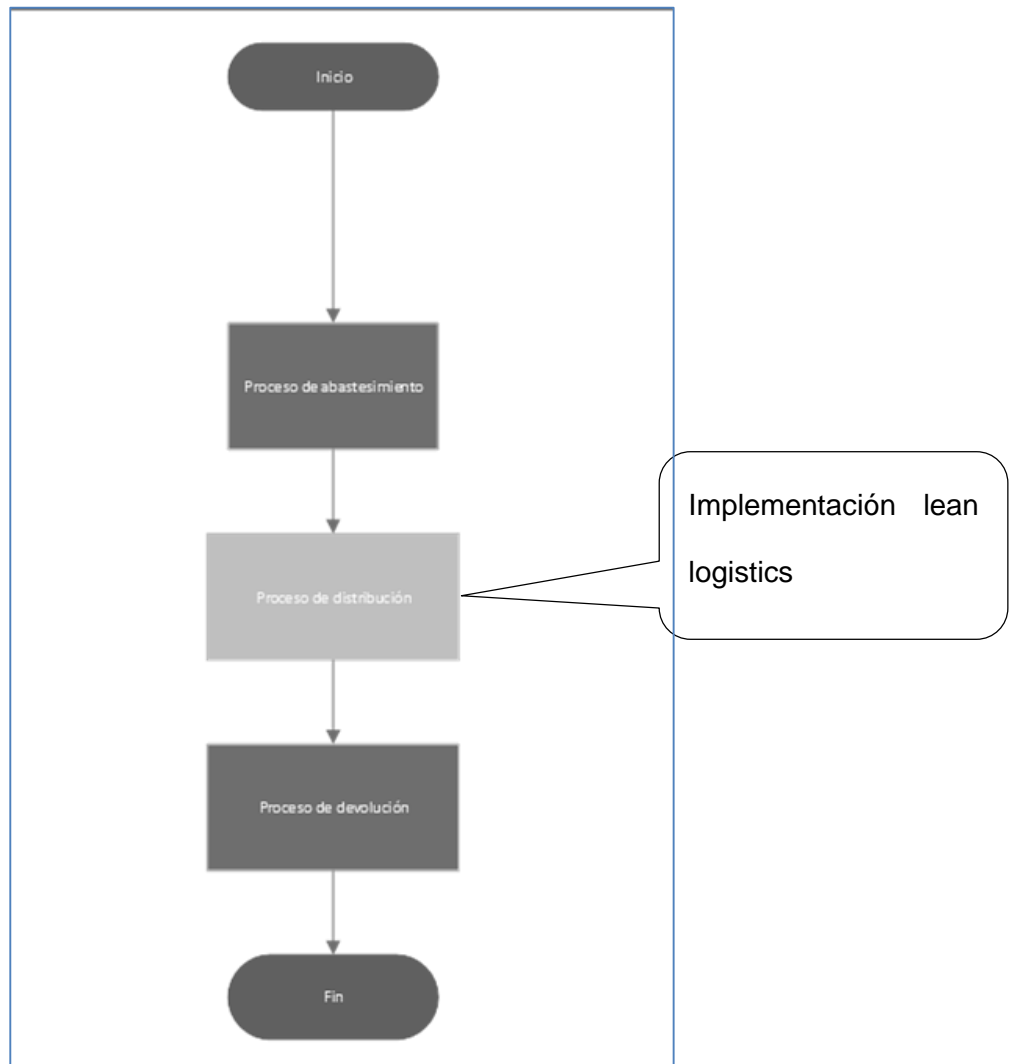 Inicio
Proceso de abastesimiento
Proceso de distribución
Implementación lean
logistics
Proceso de devolución
Fin